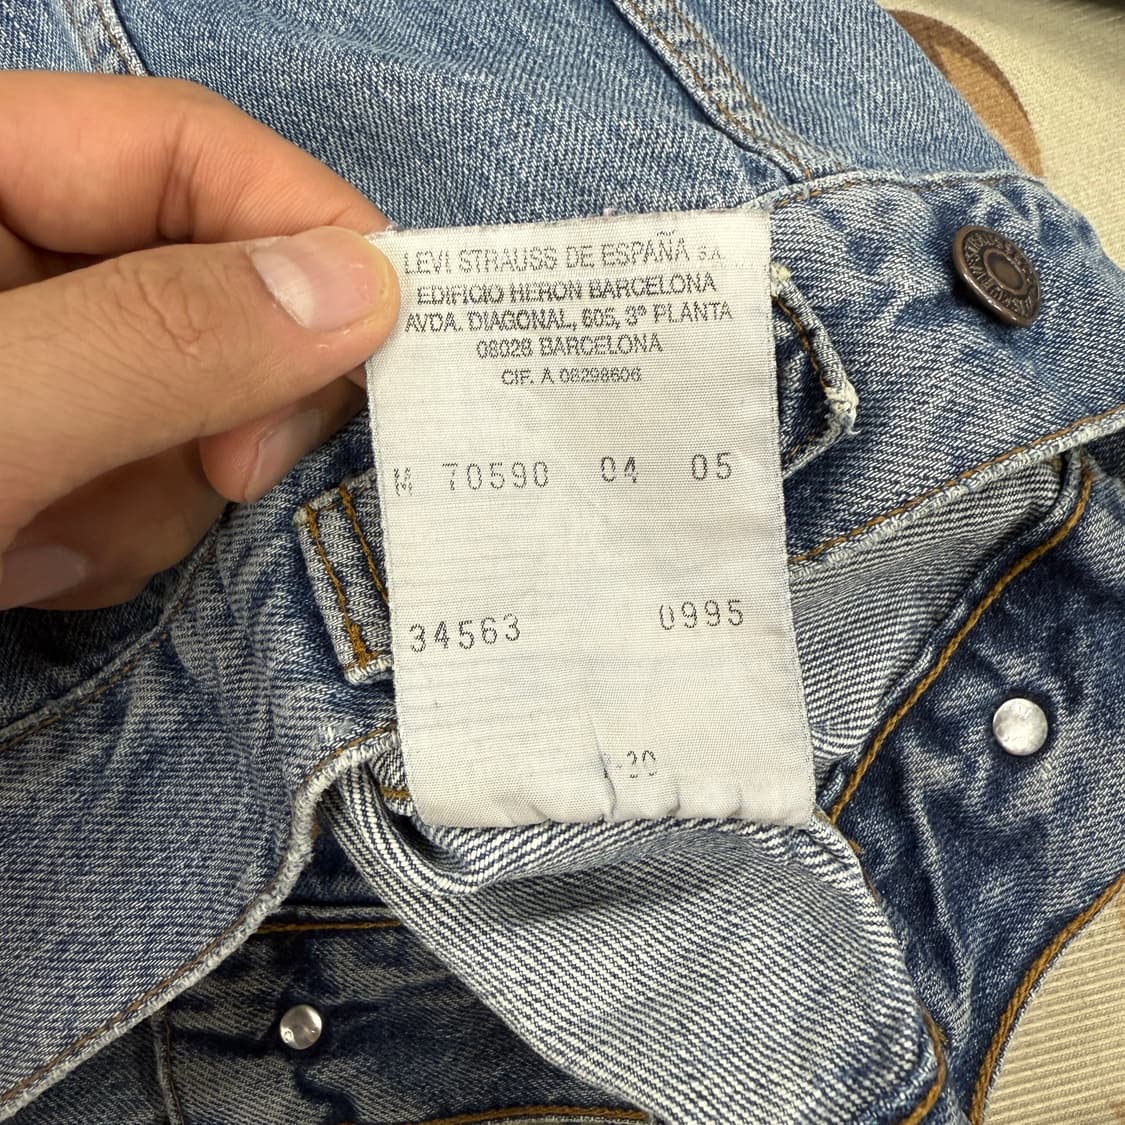 LEVI STRAUSS DE ESPAÑA S.A.
EDIFICIO HERON BARCELONA
AVDA. DIAGONAL, 605, 3ª PLANTA
08028 BARCELONA
CIF. A 08298606
M 70590 04 05
34563 0995